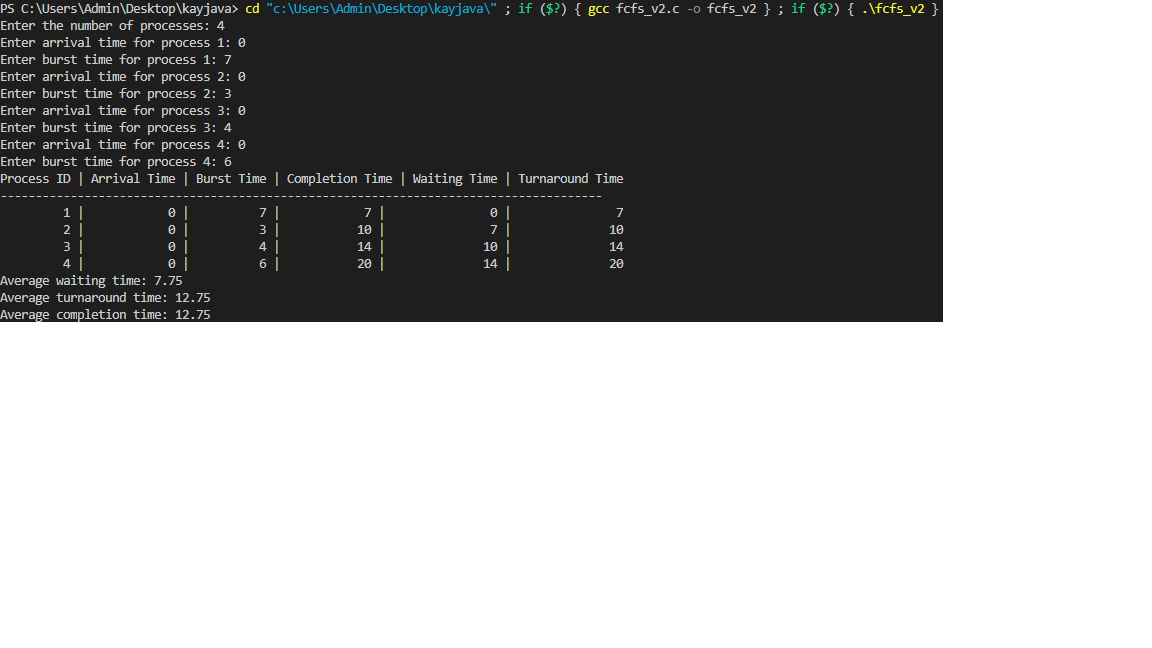 PS C:\Users\Admin\Desktop\kayjava> cd "c:\Users\Admin\Desktop\kayjava\" ; if ($?) { gcc fcfs_v2.c -o fcfs_v2 } ; if ($?) { .\fcfs_v2 }
Enter the number of processes: 4
Enter arrival time for process 1: 0
Enter burst time for process 1: 7
Enter arrival time for process 2: 0
Enter burst time for process 2: 3
Enter arrival time for process 3: 0
Enter burst time for process 3: 4
Enter arrival time for process 4: 0
Enter burst time for process 4: 6
Process ID | Arrival Time | Burst Time | Completion Time | Waiting Time | Turnaround Time
--------------------------------------------------------------------------------------
         1 |            0 |          7 |            7 |               0 |               7
         2 |            0 |          3 |           10 |               7 |              10
         3 |            0 |          4 |           14 |              10 |              14
         4 |            0 |          6 |           20 |              14 |              20
Average waiting time: 7.75
Average turnaround time: 12.75
Average completion time: 12.75